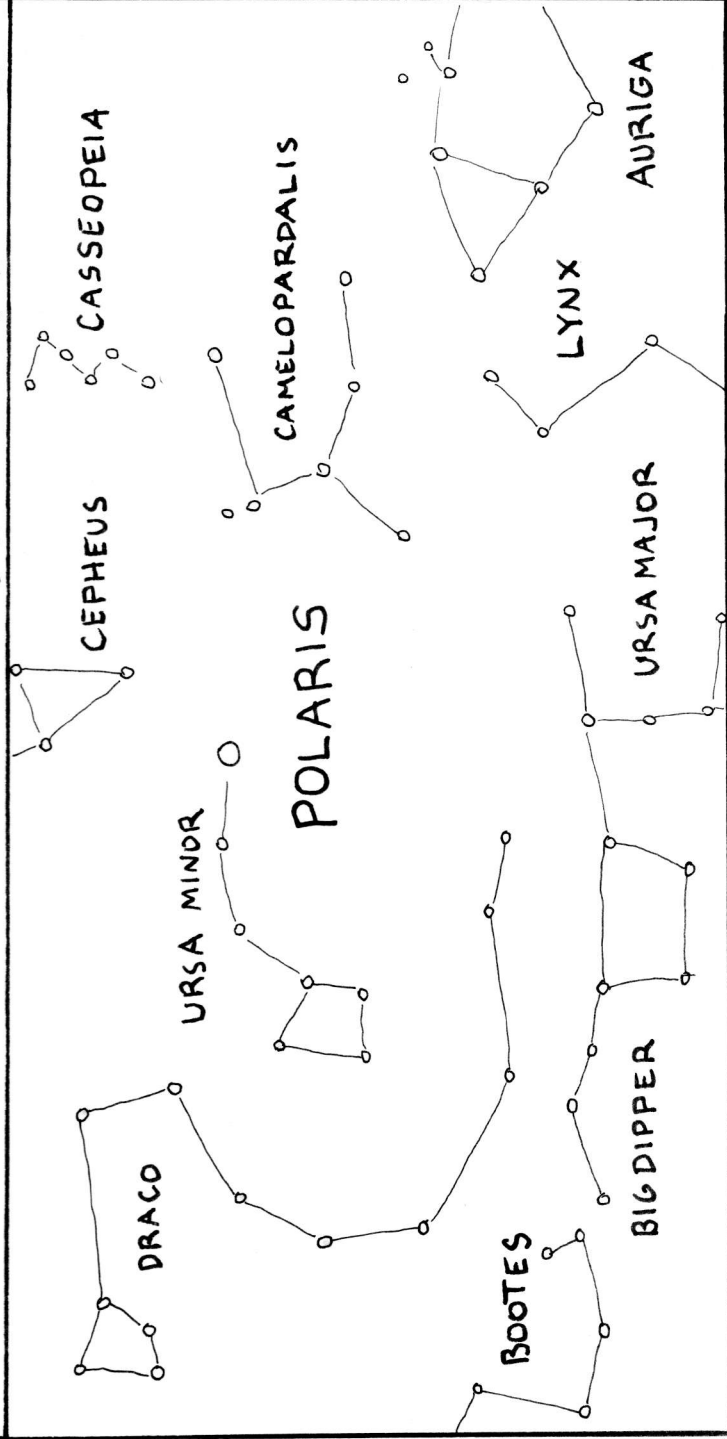 CEPHEUS
CASSEOPEIA
DRACO
URSA MINOR
CAMELOPARDALIS
POLARIS
BOOTES
LYNX
BIGDIPPER
URSA MAJOR
AURIGA